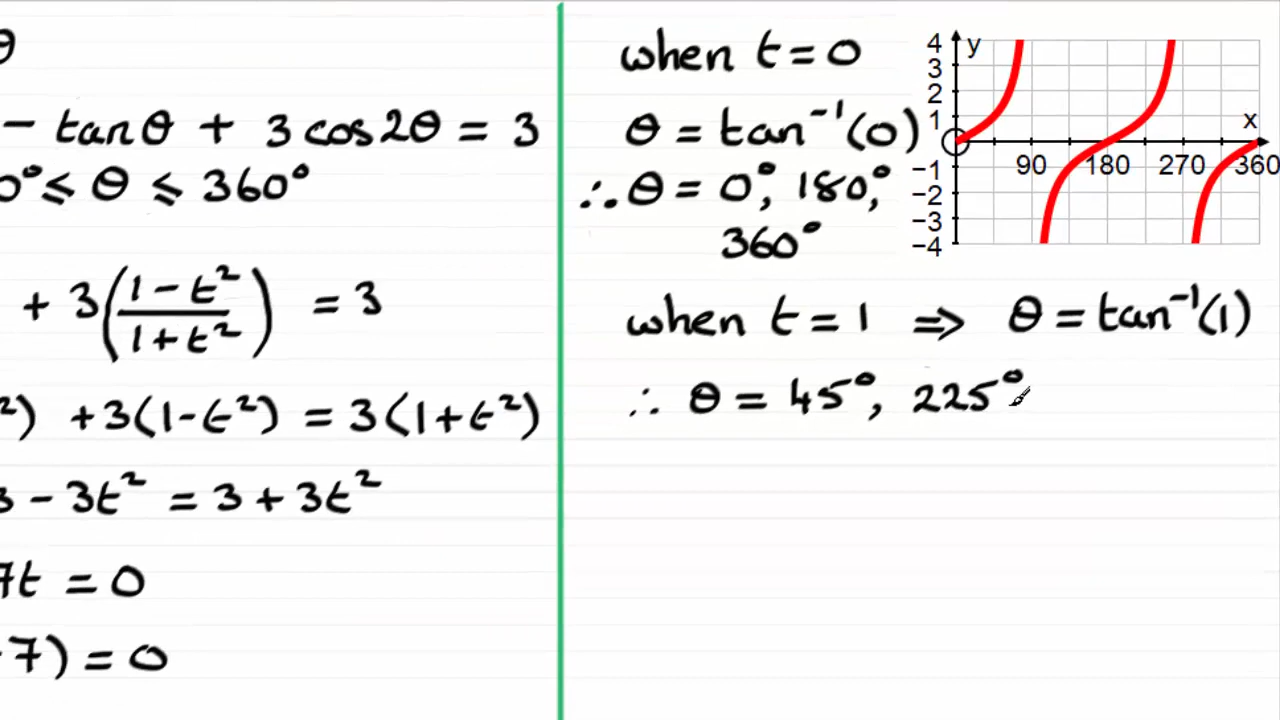 θ
− tanθ + 3 cos2θ = 3
0° ≤ θ ≤ 360°
+ 3(1−t²/1+t²) = 3
²) +3(1−t²) = 3(1+t²)
3 − 3t² = 3 + 3t²
7t = 0
7) = 0
when t = 0
θ = tan⁻¹(0)
∴ θ = 0°, 180°,
360°
when t = 1 ⇒ θ = tan⁻¹(1)
∴ θ = 45°, 225°
y
4
3
2
1
−1
−2
−3
−4
x
90 180 270 360